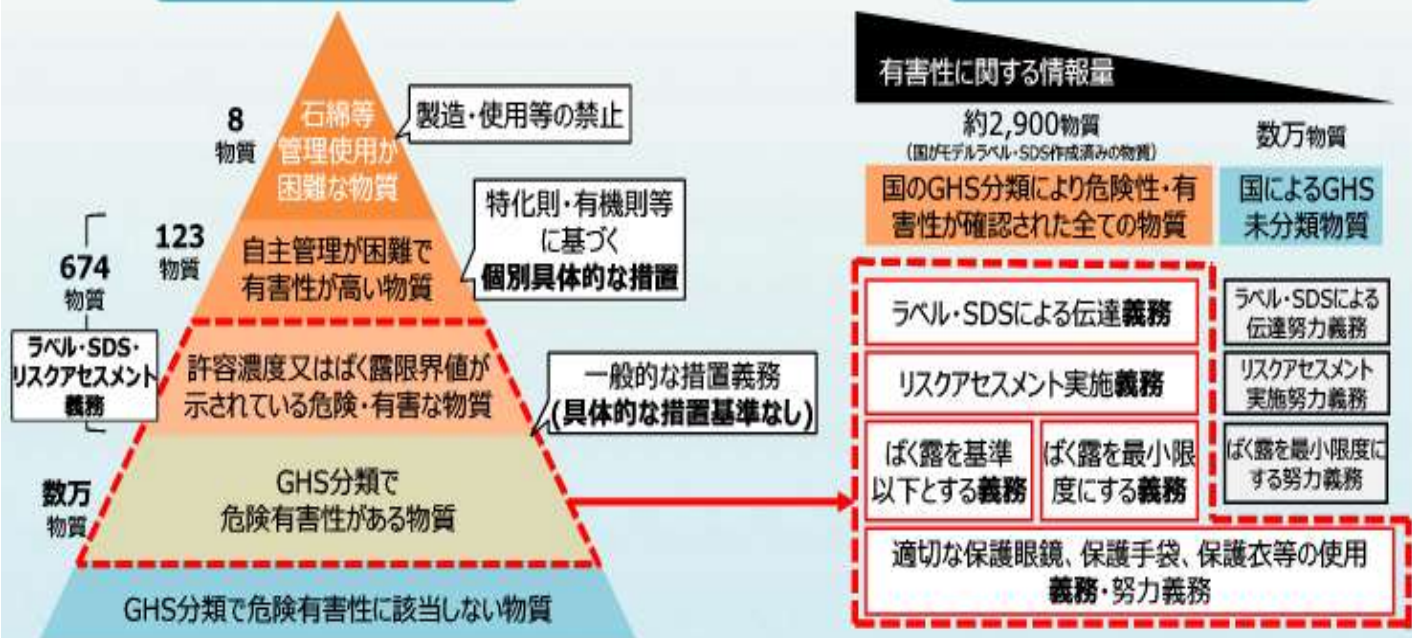 8
物質
石綿等
管理使用が
困難な物質
製造・使用等の禁止
674
物質
123
物質
自主管理が困難で
有害性が高い物質
特化則・有機則等
に基づく
個別具体的な措置
ラベル・SDS・
リスクアセスメント
義務
許容濃度又はばく露限界値が
示されている危険・有害な物質
一般的な措置義務
(具体的な措置基準なし)
数万
物質
GHS分類で
危険有害性がある物質
GHS分類で危険有害性に該当しない物質
有害性に関する情報量
約2,900物質
(国がモデルラベル・SDS作成済みの物質)
数万物質
国のGHS分類により危険性・有
害性が確認された全ての物質
国によるGHS
未分類物質
ラベル・SDSによる伝達義務
ラベル・SDSによる
伝達努力義務
リスクアセスメント実施義務
リスクアセスメント
実施努力義務
ばく露を基準
以下とする義務
ばく露を最小限
度にする義務
ばく露を最小限度に
する努力義務
適切な保護眼鏡、保護手袋、保護衣等の使用
義務・努力義務